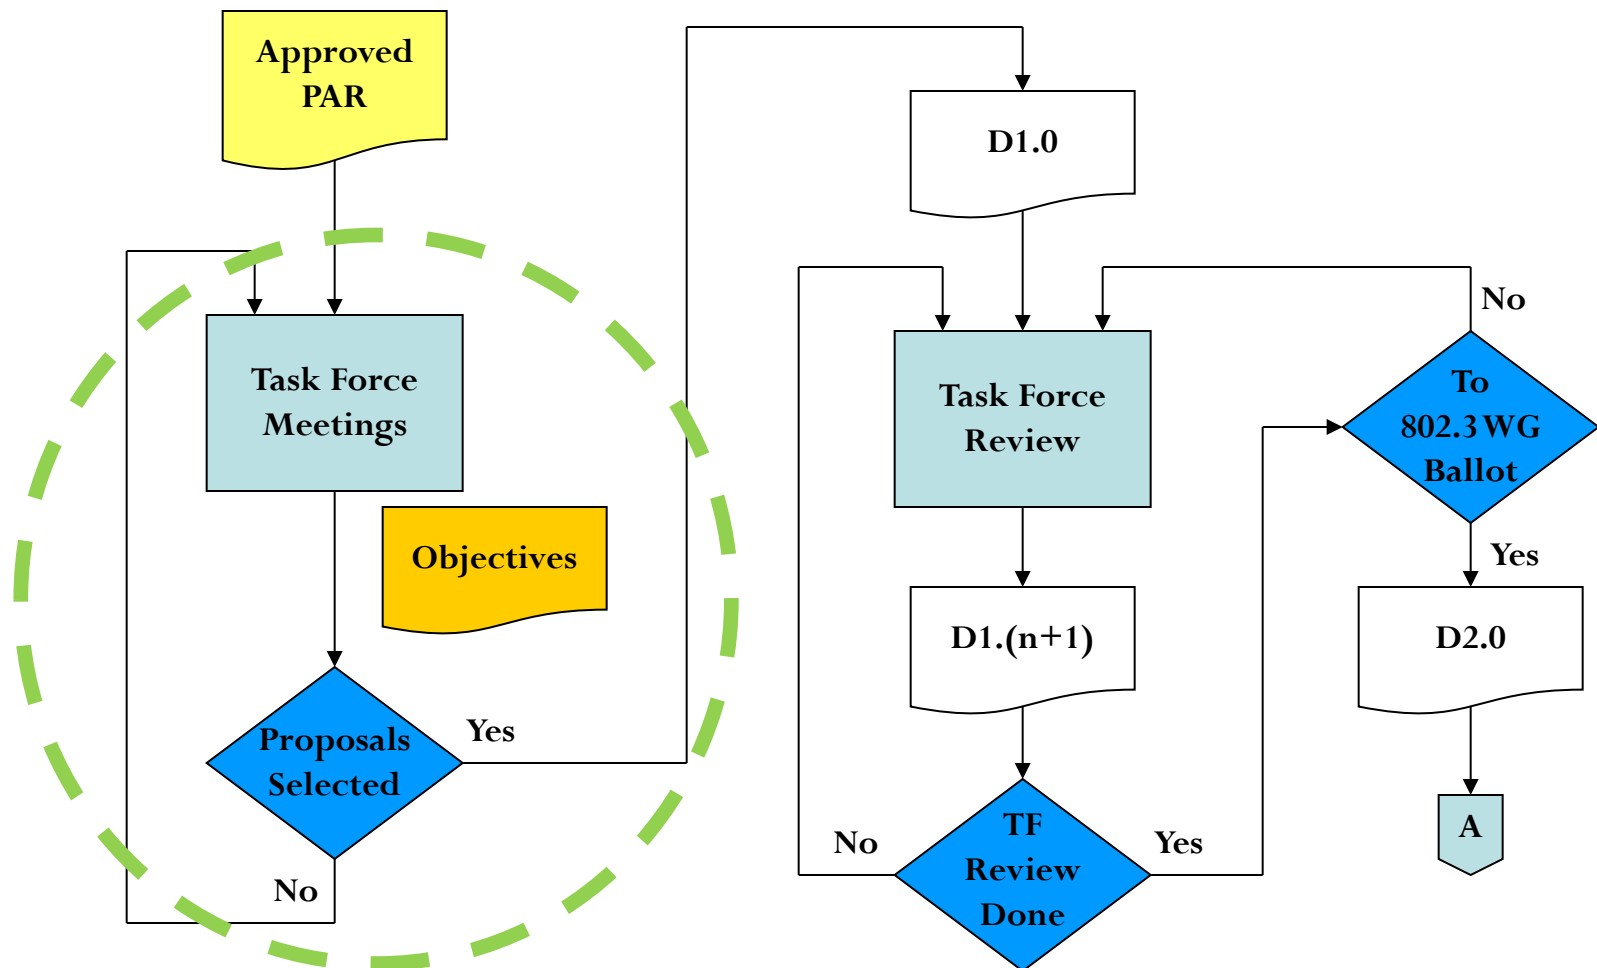 Approved
PAR
Task Force
Meetings
Objectives
Proposals
Selected
Yes
No
D1.0
Task Force
Review
D1.(n+1)
TF
Review
Done
No
Yes
To
802.3 WG
Ballot
No
Yes
D2.0
A